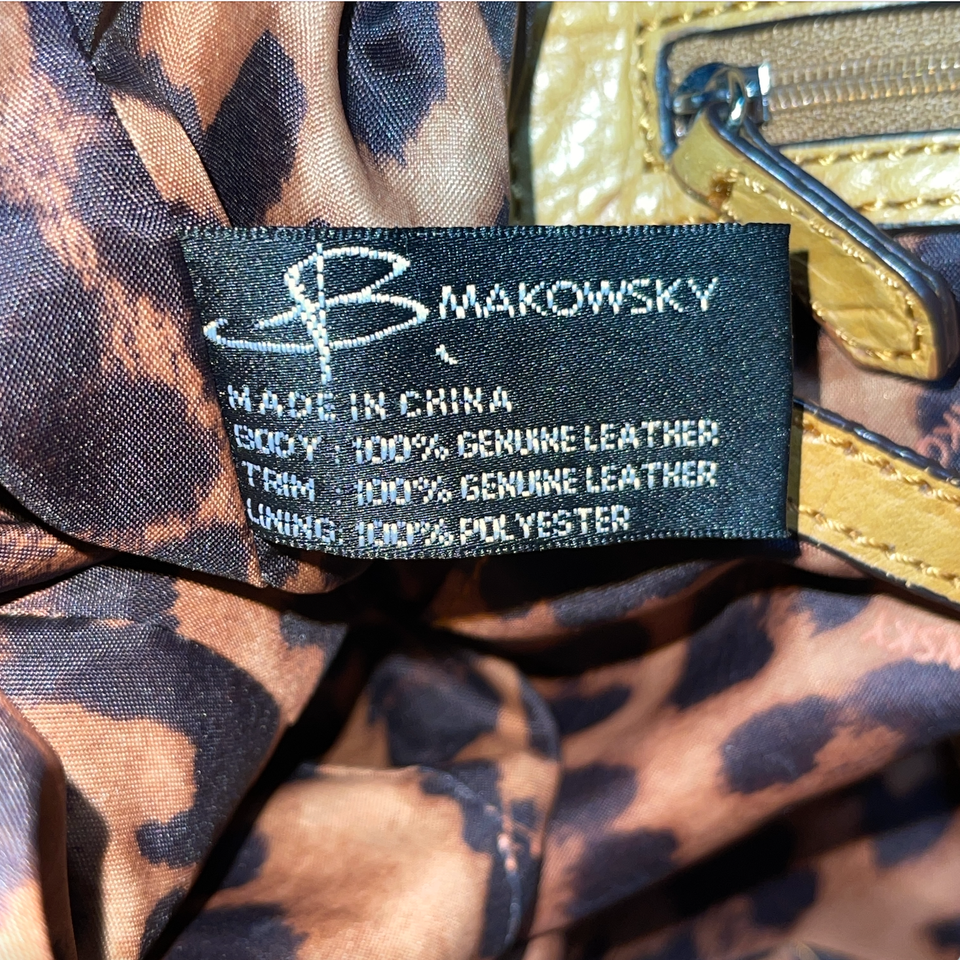 B MAKOWSKY
MADE IN CHINA
BODY : 100% GENUINE LEATHER
TRIM : 100% GENUINE LEATHER
LINING: 100% POLYESTER